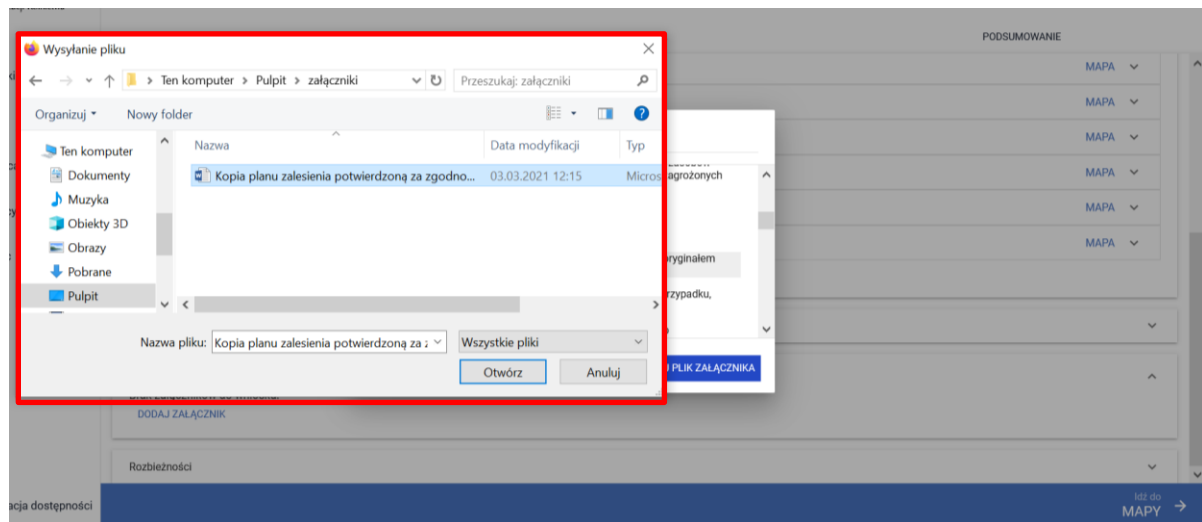 PODSUMOWANIE
Wysyłanie pliku
Ten komputer > Pulpit > załączniki
Przeszukaj: załączniki
Organizuj
Nowy folder
Nazwa
Data modyfikacji
Typ
Ten komputer
Dokumenty
Muzyka
Obiekty 3D
Obrazy
Pobrane
Pulpit
Kopia planu zalesienia potwierdzoną za zgodno... 03.03.2021 12:15 Micros
Nazwa pliku: Kopia planu zalesienia potwierdzoną za
Wszystkie pliki
Otwórz
Anuluj
MAPA
MAPA
MAPA
MAPA
MAPA
MAPA
agrożonych
oryginałem
rzypadku,
PLIK ZAŁĄCZNIKA
DODAJ ZAŁĄCZNIK
Rozbieżności
acja dostępności
Idź do
MAPY